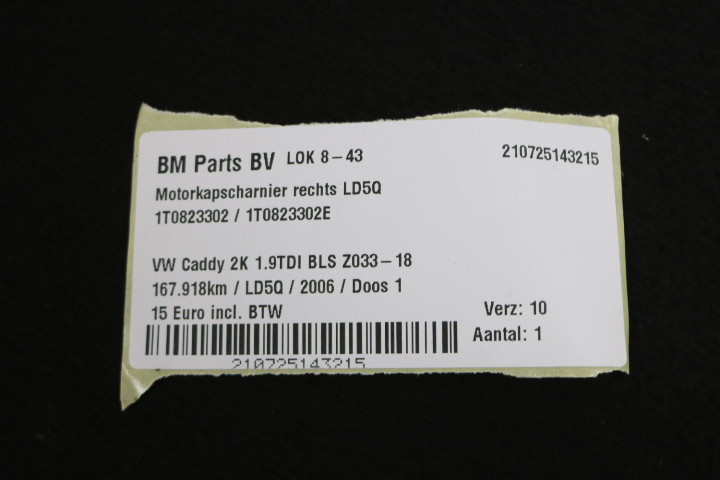 BM Parts BV LOK 8-43 210725143215
Motorkapscharnier rechts LD5Q
1T0823302 / 1T0823302E
VW Caddy 2K 1.9TDI BLS Z033-18
167.918km / LD5Q / 2006 / Doos 1
15 Euro incl. BTW Verz: 10
Aantal: 1
210725143215